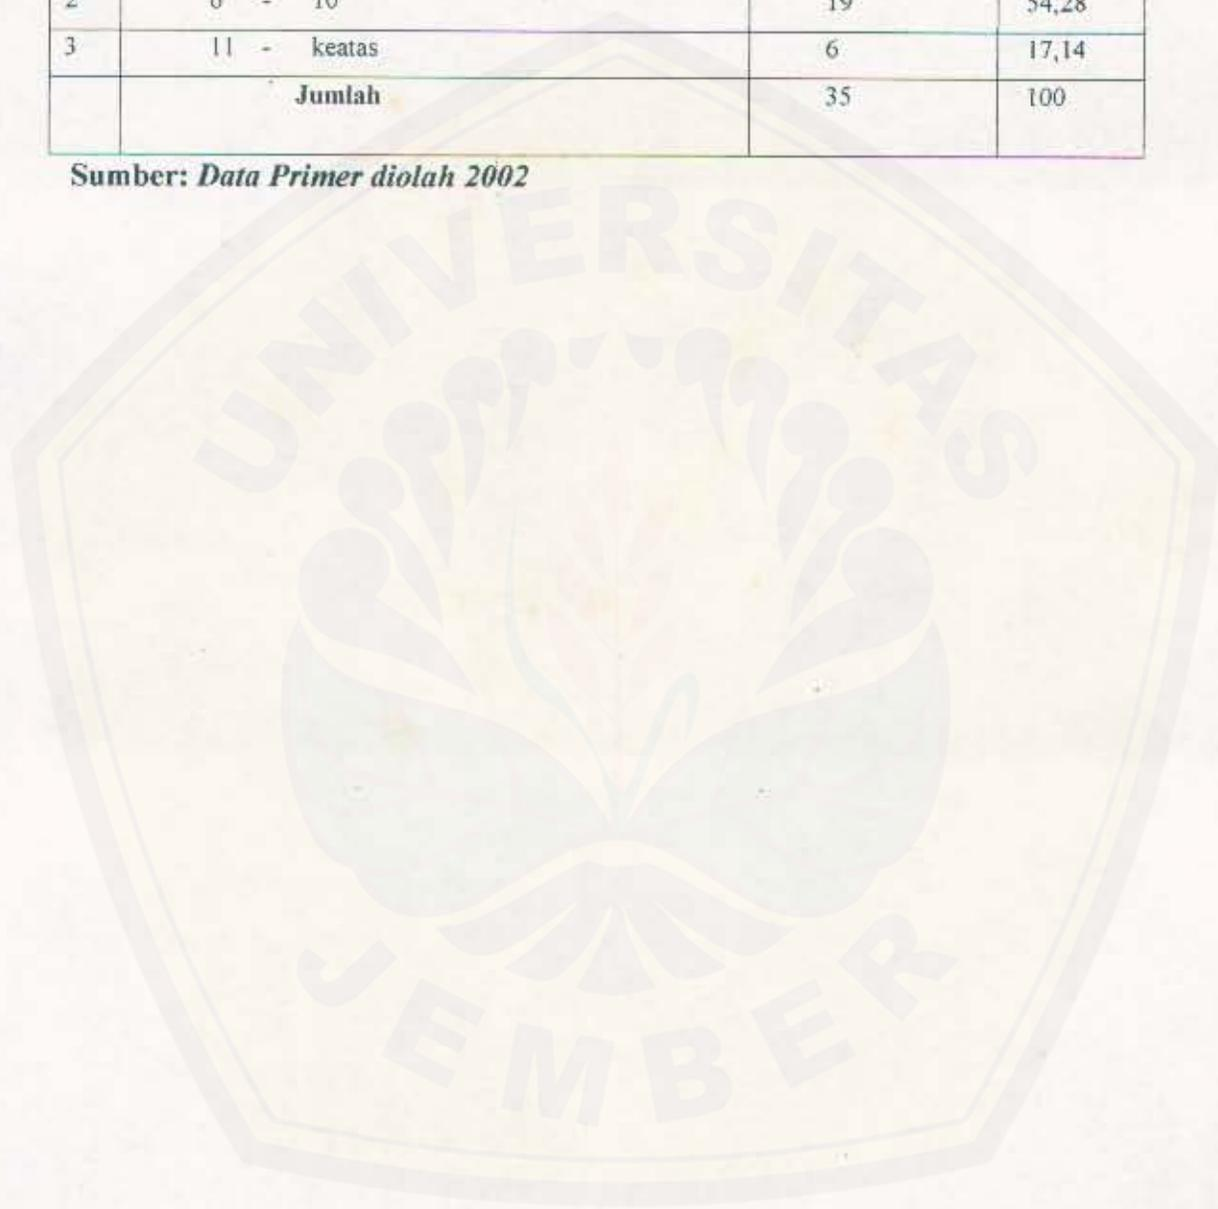 2 6 - 10 19 54,28
3 11 - keatas 6 17,14
Jumlah 35 100
Sumber: Data Primer diolah 2002
UNIVERSITAS
JEMBER